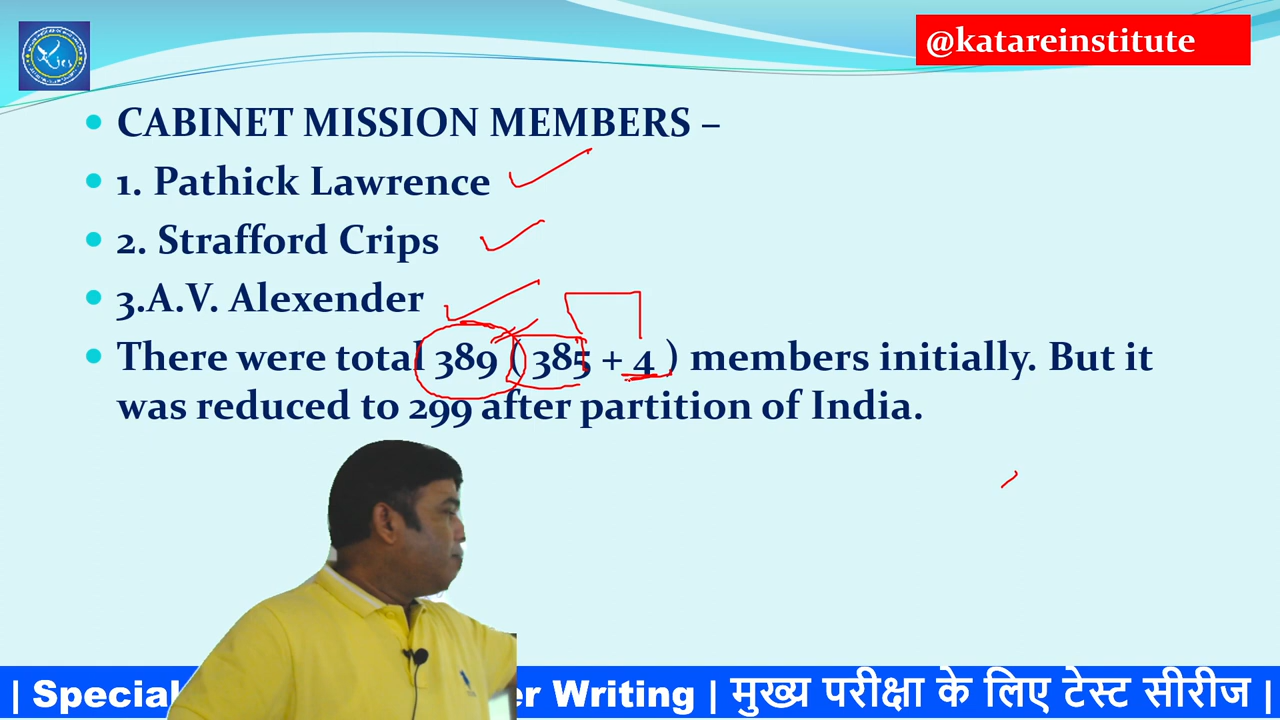 @katareinstitute
CABINET MISSION MEMBERS –
1. Pathick Lawrence
2. Strafford Crips
3.A.V. Alexender
There were total 389 ( 385 + 4 ) members initially. But it
was reduced to 299 after partition of India.
| Special er Writing | मुख्य परीक्षा के लिए टेस्ट सीरीज |